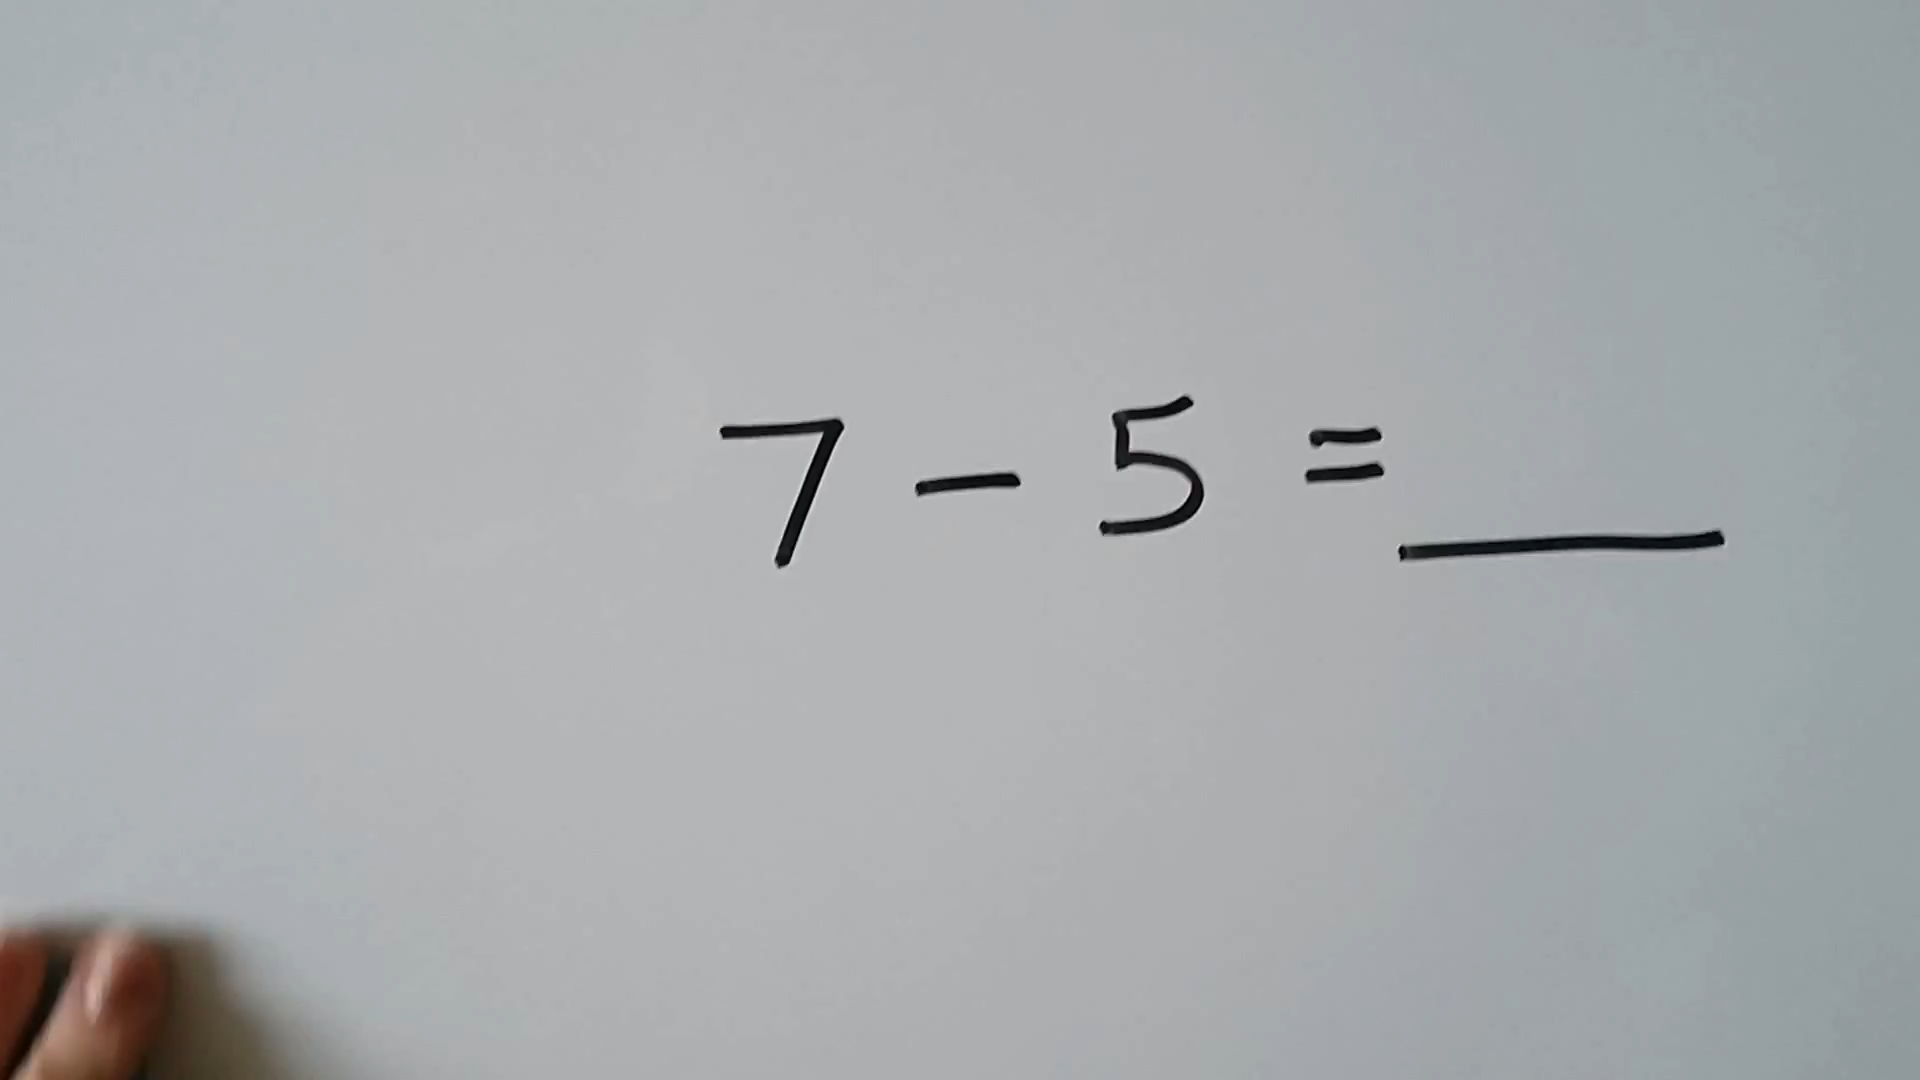 7 - 5 = ___